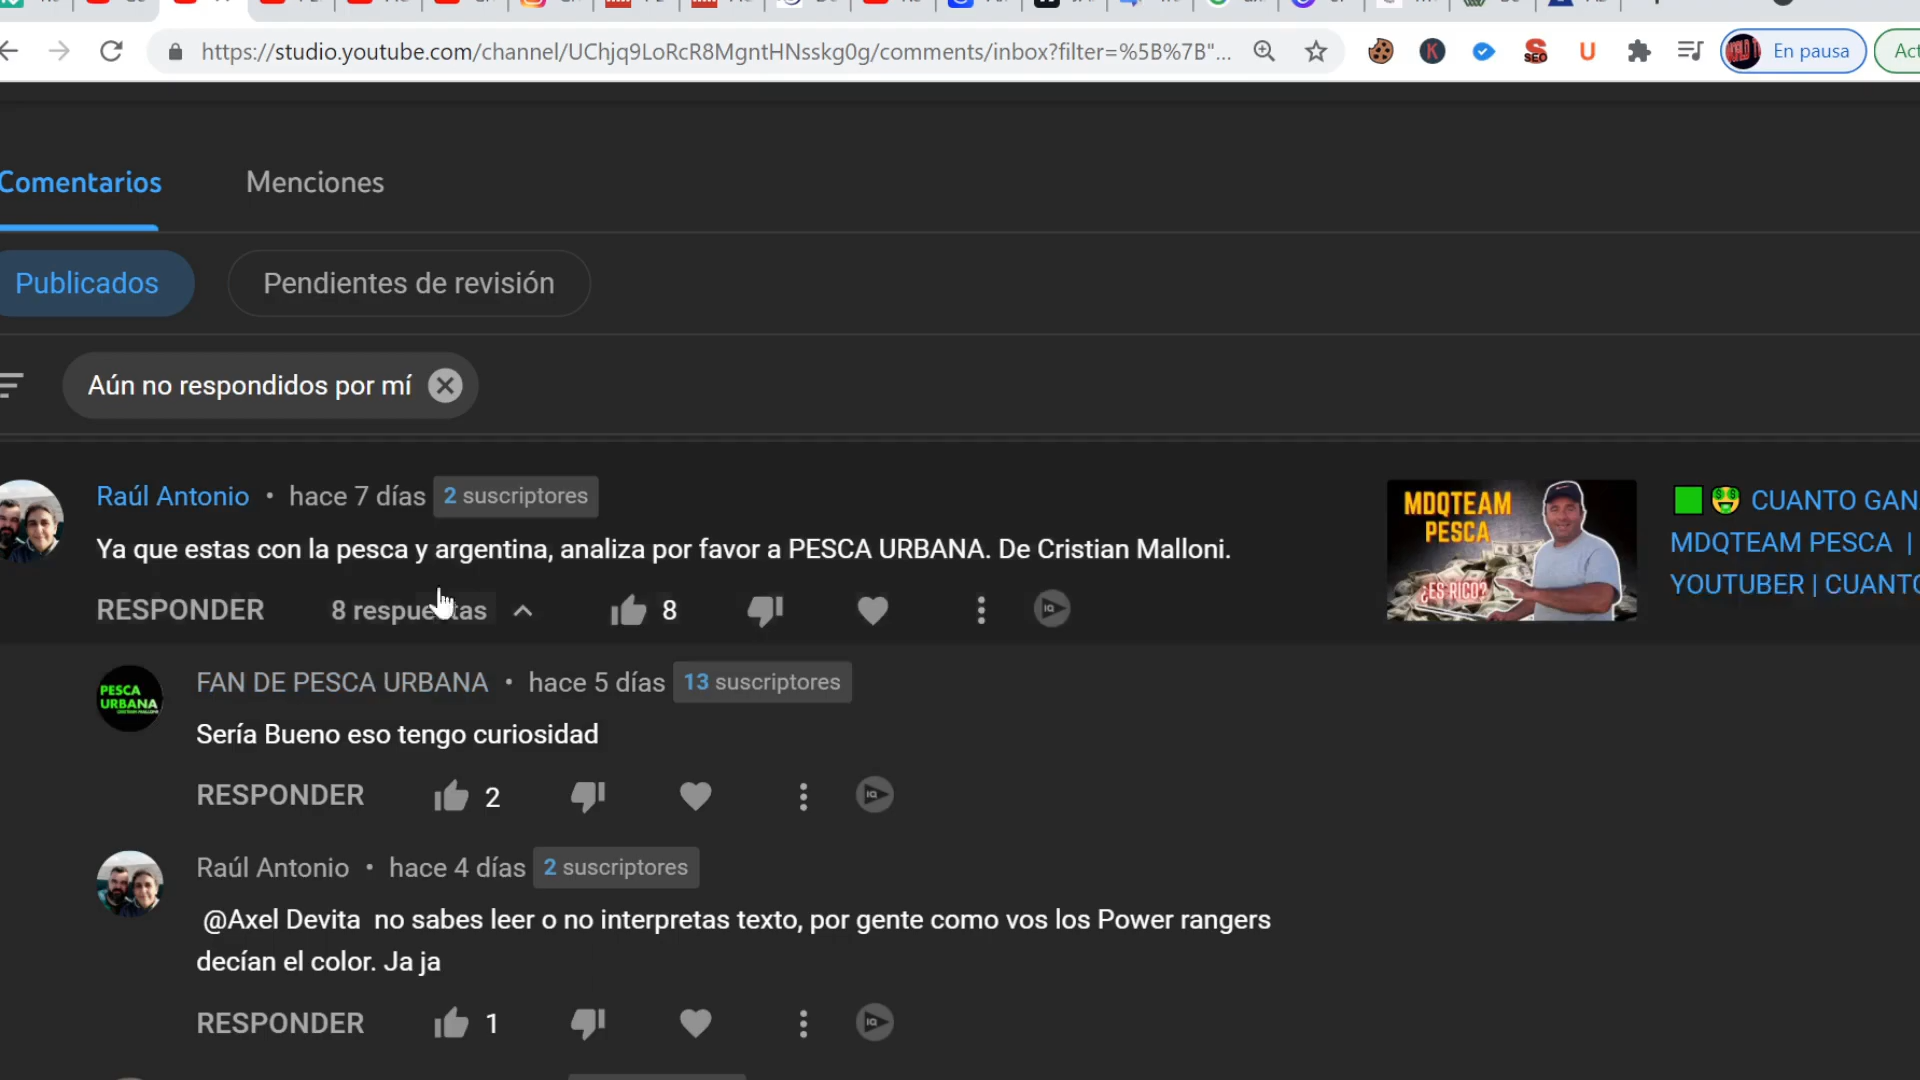 https://studio.youtube.com/channel/UChjq9LoRcR8MgntHNsskg0g/comments/inbox?filter=%5B%7B"...
SEO
K
U
En pausa
Act
Comentarios
Menciones
Publicados
Pendientes de revisión
Aún no respondidos por mí
Raúl Antonio • hace 7 días 2 suscriptores
Ya que estas con la pesca y argentina, analiza por favor a PESCA URBANA. De Cristian Malloni.
RESPONDER 8 respuestas 8
MDQTEAM
PESCA
¿ES RICO?
CUANTO GAN
MDQTEAM PESCA |
YOUTUBER | CUANTO
PESCA
URBANA
FAN DE PESCA URBANA • hace 5 días 13 suscriptores
Sería Bueno eso tengo curiosidad
RESPONDER 2
Raúl Antonio • hace 4 días 2 suscriptores
@Axel Devita no sabes leer o no interpretas texto, por gente como vos los Power rangers
decían el color. Ja ja
RESPONDER 1